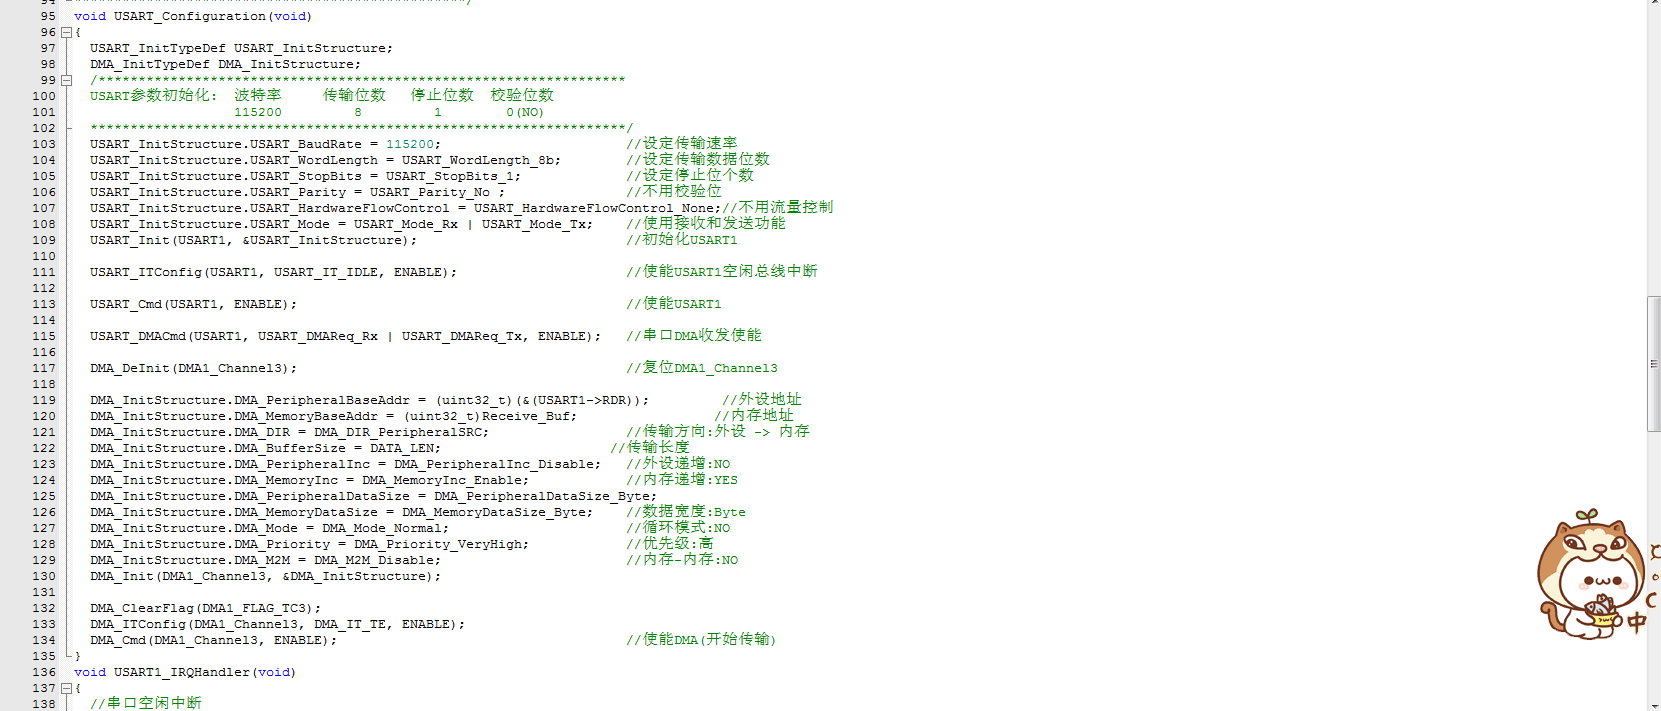 95 void USART_Configuration(void)
96 {
97 USART_InitTypeDef USART_InitStructure;
98 DMA_InitTypeDef DMA_InitStructure;
99 /******************************************************************
100 USART参数初始化: 波特率 传输位数 停止位数 校验位数
101 115200 8 1 0(NO)
102 *******************************************************************/
103 USART_InitStructure.USART_BaudRate = 115200; //设定传输速率
104 USART_InitStructure.USART_WordLength = USART_WordLength_8b; //设定传输数据位数
105 USART_InitStructure.USART_StopBits = USART_StopBits_1; //设定停止位个数
106 USART_InitStructure.USART_Parity = USART_Parity_No ; //不用校验位
107 USART_InitStructure.USART_HardwareFlowControl = USART_HardwareFlowControl_None;//不用流量控制
108 USART_InitStructure.USART_Mode = USART_Mode_Rx | USART_Mode_Tx; //使用接收和发送功能
109 USART_Init(USART1, &USART_InitStructure); //初始化USART1
110
111 USART_ITConfig(USART1, USART_IT_IDLE, ENABLE); //使能USART1空闲总线中断
112
113 USART_Cmd(USART1, ENABLE); //使能USART1
114
115 USART_DMACmd(USART1, USART_DMAReq_Rx | USART_DMAReq_Tx, ENABLE); //串口DMA收发使能
116
117 DMA_DeInit(DMA1_Channel3); //复位DMA1_Channel3
118
119 DMA_InitStructure.DMA_PeripheralBaseAddr = (uint32_t)(&(USART1->RDR)); //外设地址
120 DMA_InitStructure.DMA_MemoryBaseAddr = (uint32_t)Receive_Buf; //内存地址
121 DMA_InitStructure.DMA_DIR = DMA_DIR_PeripheralSRC; //传输方向:外设 -> 内存
122 DMA_InitStructure.DMA_BufferSize = DATA_LEN; //传输长度
123 DMA_InitStructure.DMA_PeripheralInc = DMA_PeripheralInc_Disable; //外设递增:NO
124 DMA_InitStructure.DMA_MemoryInc = DMA_MemoryInc_Enable; //内存递增:YES
125 DMA_InitStructure.DMA_PeripheralDataSize = DMA_PeripheralDataSize_Byte;
126 DMA_InitStructure.DMA_MemoryDataSize = DMA_MemoryDataSize_Byte; //数据宽度:Byte
127 DMA_InitStructure.DMA_Mode = DMA_Mode_Normal; //循环模式:NO
128 DMA_InitStructure.DMA_Priority = DMA_Priority_VeryHigh; //优先级:高
129 DMA_InitStructure.DMA_M2M = DMA_M2M_Disable; //内存-内存:NO
130 DMA_Init(DMA1_Channel3, &DMA_InitStructure);
131
132 DMA_ClearFlag(DMA1_FLAG_TC3);
133 DMA_ITConfig(DMA1_Channel3, DMA_IT_TE, ENABLE);
134 DMA_Cmd(DMA1_Channel3, ENABLE); //使能DMA(开始传输)
135 }
136 void USART1_IRQHandler(void)
137 {
138 //串口空闲中断
中